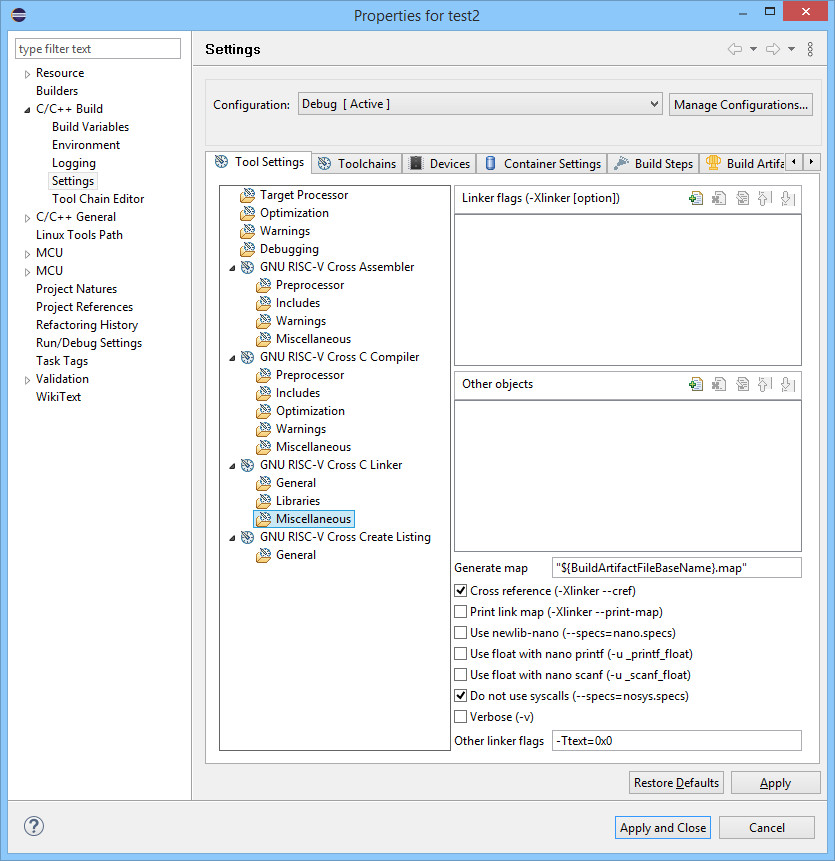 Properties for test2
type filter text
Resource
Builders
C/C++ Build
Build Variables
Environment
Logging
Settings
Tool Chain Editor
C/C++ General
Linux Tools Path
MCU
MCU
Project Natures
Project References
Refactoring History
Run/Debug Settings
Task Tags
Validation
WikiText
Settings
Configuration: Debug [ Active ] Manage Configurations...
Tool Settings Toolchains Devices Container Settings Build Steps Build Artifa
Target Processor
Optimization
Warnings
Debugging
GNU RISC-V Cross Assembler
Preprocessor
Includes
Warnings
Miscellaneous
GNU RISC-V Cross C Compiler
Preprocessor
Includes
Optimization
Warnings
Miscellaneous
GNU RISC-V Cross C Linker
General
Libraries
Miscellaneous
GNU RISC-V Cross Create Listing
General
Linker flags (-Xlinker [option])
Other objects
Generate map "${BuildArtifactFileBaseName}.map"
Cross reference (-Xlinker --cref)
Print link map (-Xlinker --print-map)
Use newlib-nano (--specs=nano.specs)
Use float with nano printf (-u _printf_float)
Use float with nano scanf (-u _scanf_float)
Do not use syscalls (--specs=nosys.specs)
Verbose (-v)
Other linker flags -Ttext=0x0
Restore Defaults Apply
Apply and Close Cancel